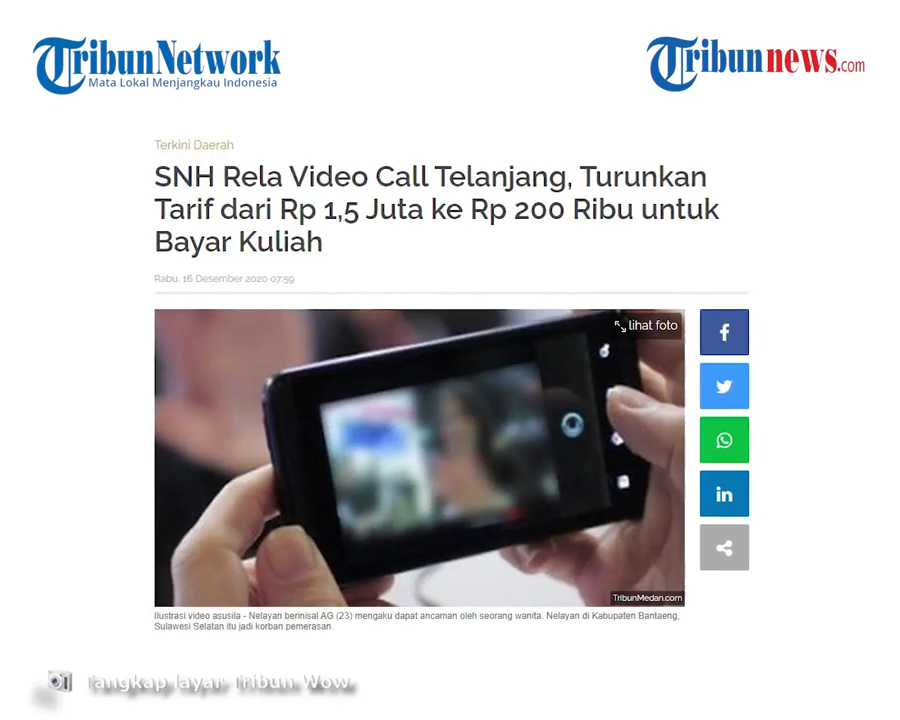 TribunNetwork
Mata Lokal Menjangkau Indonesia
Tribunnews.com
Terkini Daerah
SNH Rela Video Call Telanjang, Turunkan
Tarif dari Rp 1,5 Juta ke Rp 200 Ribu untuk
Bayar Kuliah
Rabu, 16 Desember 2020 07:59
lihat foto
TribunMedan.com
Ilustrasi video asusila - Nelayan berinisal AG (23) mengaku dapat ancaman oleh seorang wanita. Nelayan di Kabupaten Bantaeng,
Sulawesi Selatan itu jadi korban pemerasan.
Tangkap layar Tribun Wow